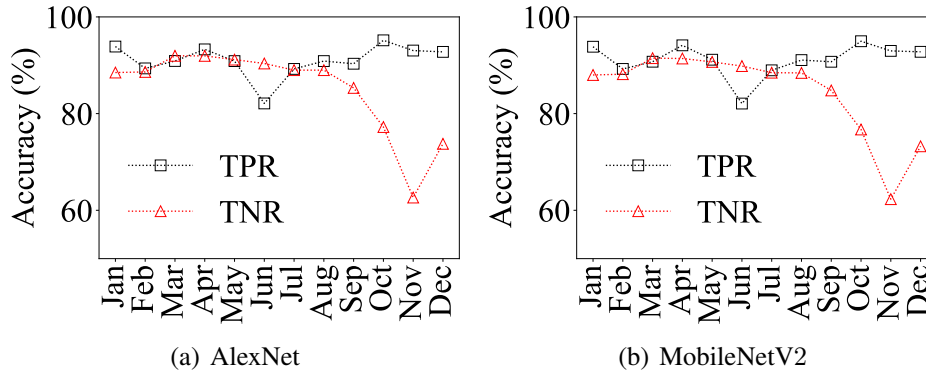 100
80
60
Accuracy (%)
TPR
TNR
Jan Feb Mar Apr May Jun Jul Aug Sep Oct Nov Dec
(a) AlexNet
100
80
60
Accuracy (%)
TPR
TNR
Jan Feb Mar Apr May Jun Jul Aug Sep Oct Nov Dec
(b) MobileNetV2